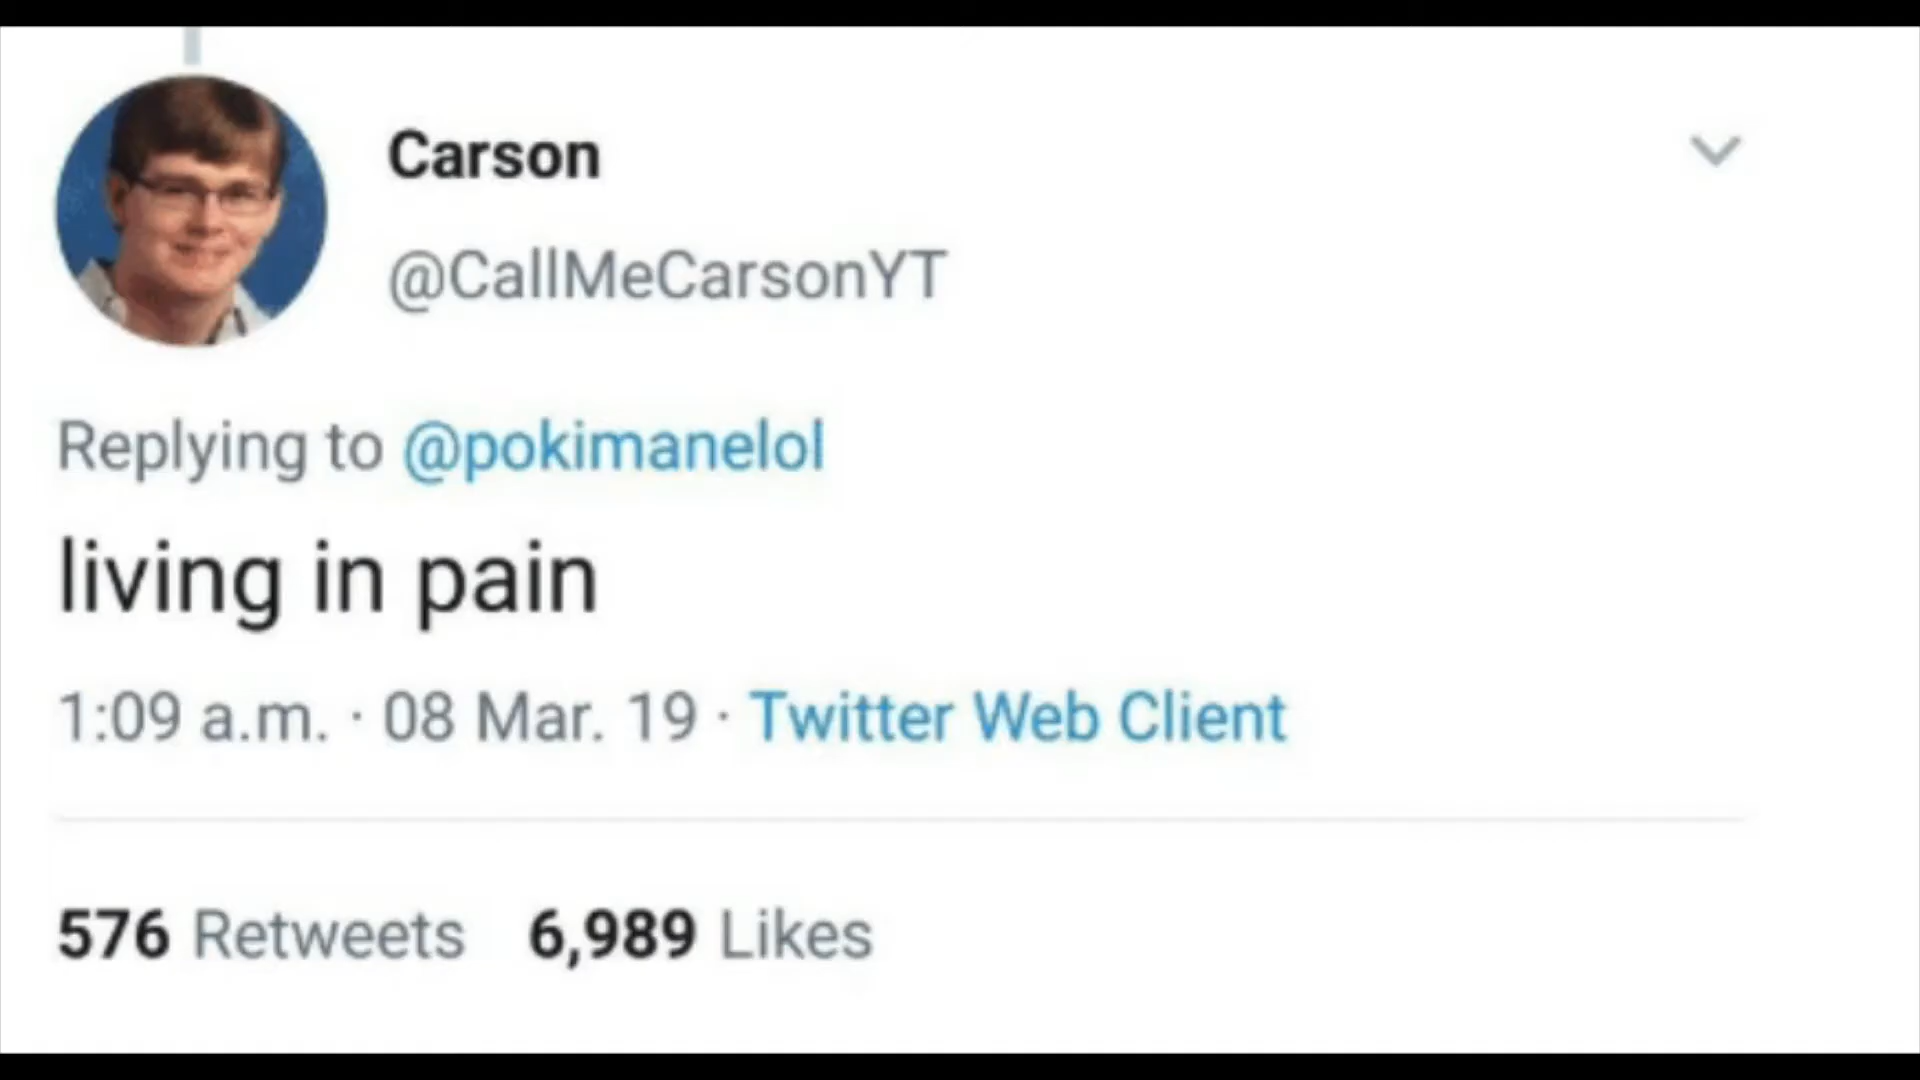 Carson
@CallMeCarsonYT
Replying to @pokimanelol
living in pain
1:09 a.m. · 08 Mar. 19 · Twitter Web Client
576 Retweets 6,989 Likes